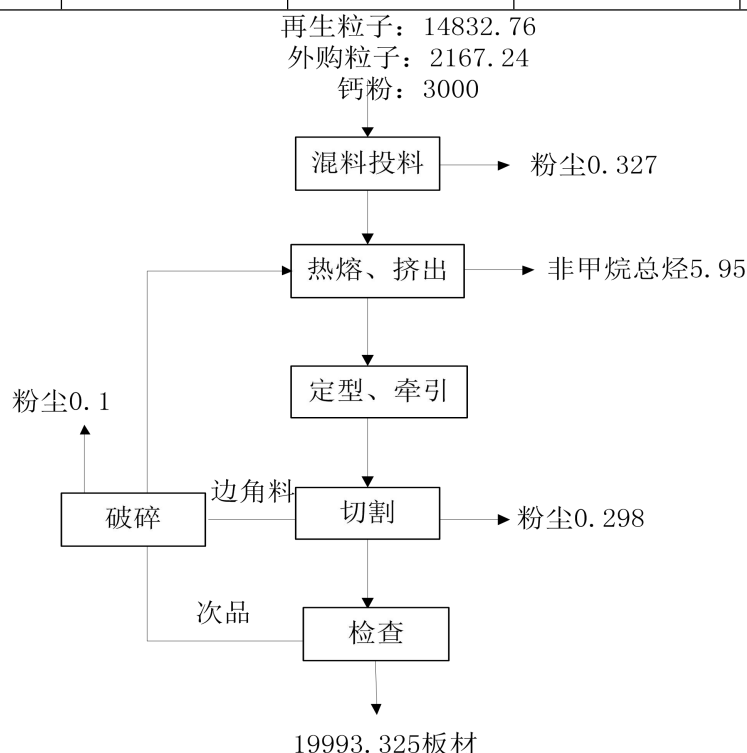 再生粒子：14832.76
外购粒子：2167.24
钙粉：3000
混料投料
粉尘0.327
热熔、挤出
非甲烷总烃5.95
定型、牵引
粉尘0.1
边角料
破碎
切割
粉尘0.298
次品
检查
19993.325板材